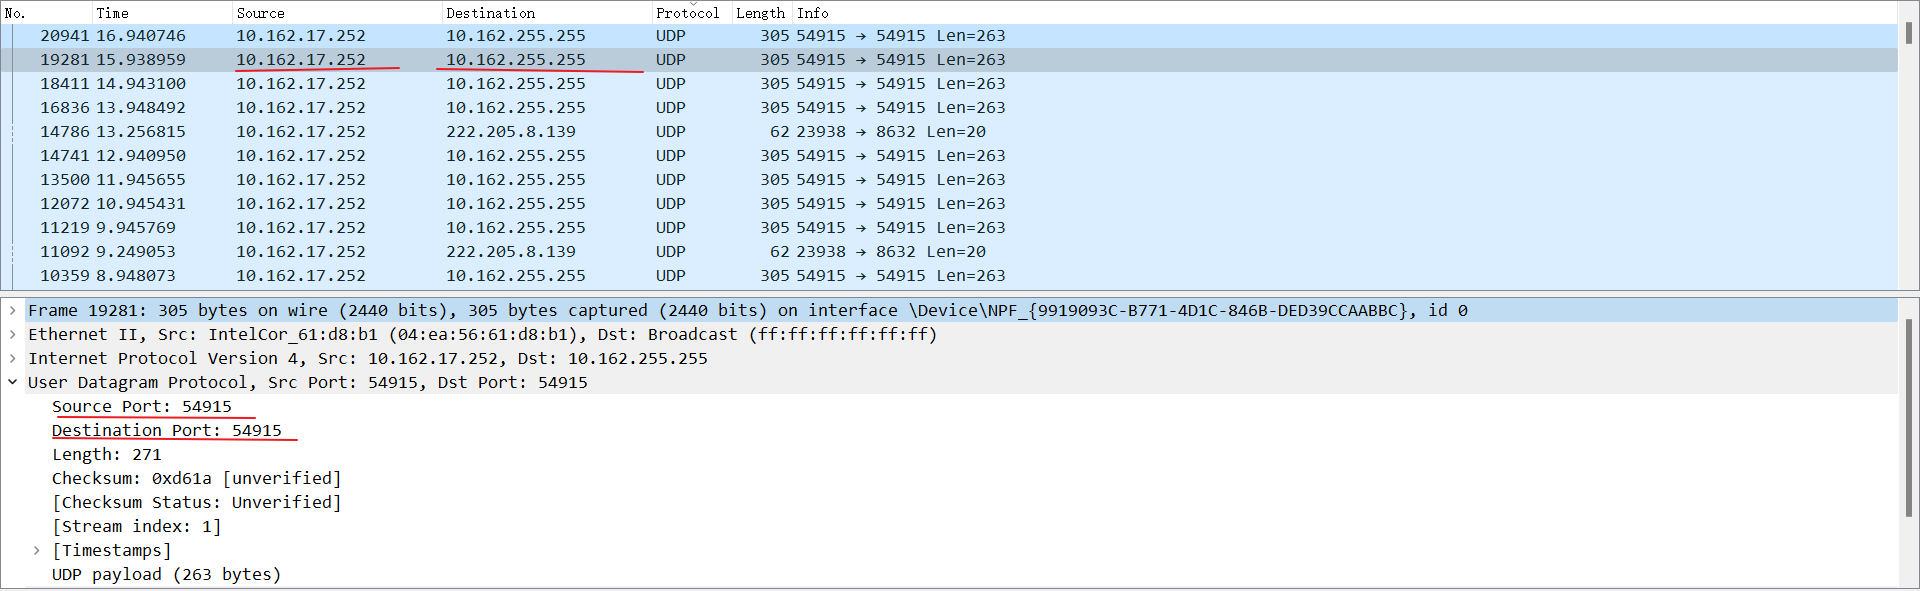 No. Time Source Destination Protocol Length Info
20941 16.940746 10.162.17.252 10.162.255.255 UDP 305 54915 → 54915 Len=263
19281 15.938959 10.162.17.252 10.162.255.255 UDP 305 54915 → 54915 Len=263
18411 14.943100 10.162.17.252 10.162.255.255 UDP 305 54915 → 54915 Len=263
16836 13.948492 10.162.17.252 10.162.255.255 UDP 305 54915 → 54915 Len=263
14786 13.256815 10.162.17.252 222.205.8.139 UDP 62 23938 → 8632 Len=20
14741 12.940950 10.162.17.252 10.162.255.255 UDP 305 54915 → 54915 Len=263
13500 11.945655 10.162.17.252 10.162.255.255 UDP 305 54915 → 54915 Len=263
12072 10.945431 10.162.17.252 10.162.255.255 UDP 305 54915 → 54915 Len=263
11219 9.945769 10.162.17.252 10.162.255.255 UDP 305 54915 → 54915 Len=263
11092 9.249053 10.162.17.252 222.205.8.139 UDP 62 23938 → 8632 Len=20
10359 8.948073 10.162.17.252 10.162.255.255 UDP 305 54915 → 54915 Len=263
Frame 19281: 305 bytes on wire (2440 bits), 305 bytes captured (2440 bits) on interface \Device\NPF_{9919093C-B771-4D1C-846B-DED39CCAABBC}, id 0
Ethernet II, Src: IntelCor_61:d8:b1 (04:ea:56:61:d8:b1), Dst: Broadcast (ff:ff:ff:ff:ff:ff)
Internet Protocol Version 4, Src: 10.162.17.252, Dst: 10.162.255.255
User Datagram Protocol, Src Port: 54915, Dst Port: 54915
Source Port: 54915
Destination Port: 54915
Length: 271
Checksum: 0xd61a [unverified]
[Checksum Status: Unverified]
[Stream index: 1]
[Timestamps]
UDP payload (263 bytes)